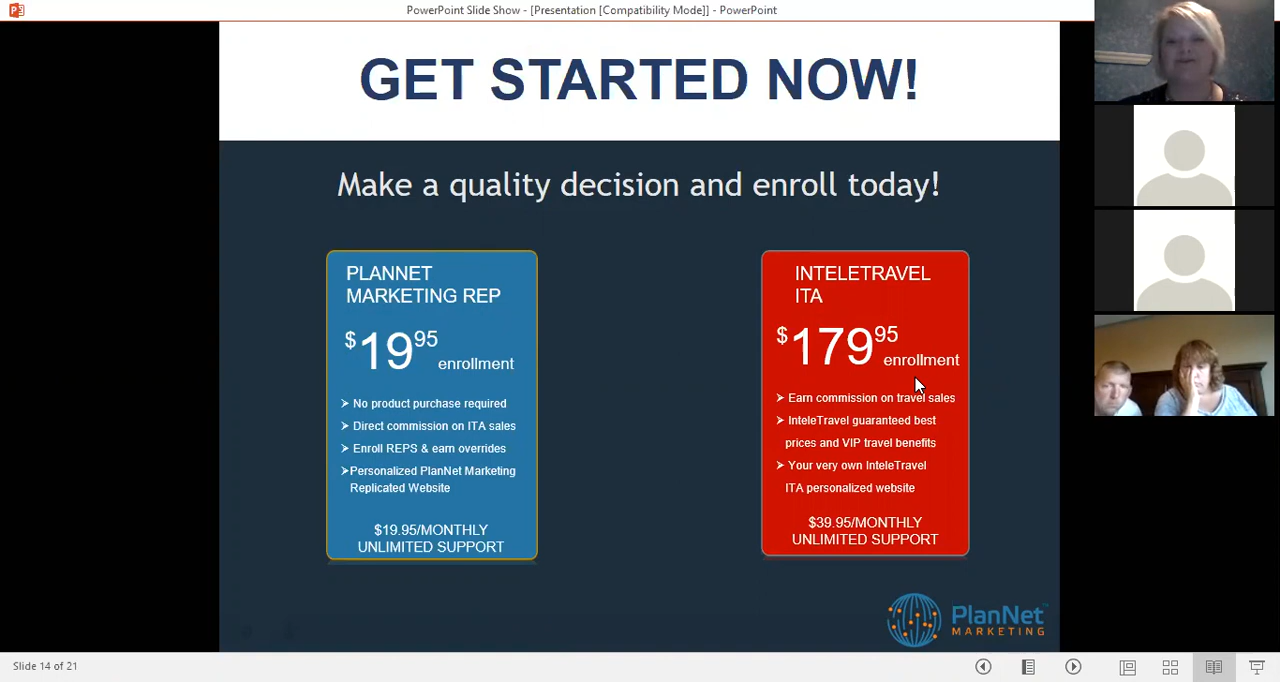 PowerPoint Slide Show - [Presentation [Compatibility Mode]] - PowerPoint
GET STARTED NOW!
Make a quality decision and enroll today!
PLANNET
MARKETING REP
$19.95
enrollment
➤ No product purchase required
➤ Direct commission on ITA sales
➤ Enroll REPS & earn overrides
➤Personalized PlanNet Marketing
Replicated Website
$19.95/MONTHLY
UNLIMITED SUPPORT
INTELETRAVEL
ITA
$179.95
enrollment
➤ Earn commission on travel sales
➤ InteleTravel guaranteed best
prices and VIP travel benefits
➤ Your very own InteleTravel
ITA personalized website
$39.95/MONTHLY
UNLIMITED SUPPORT
PlanNet™
MARKETING
Slide 14 of 21